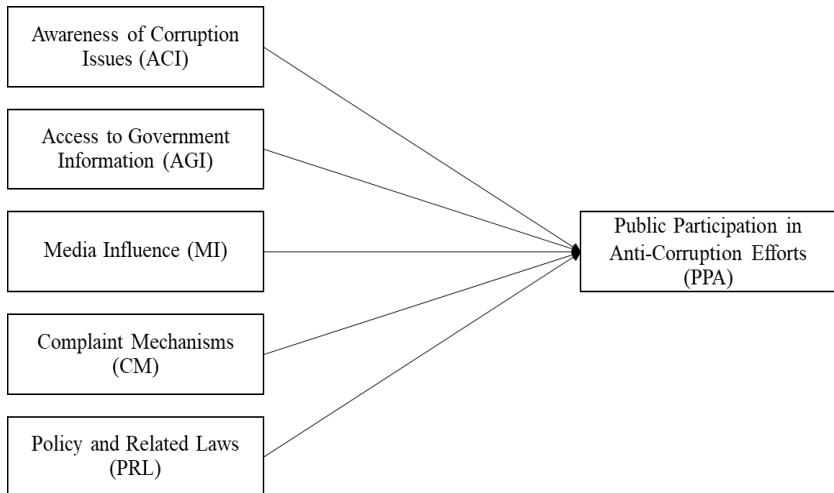 Awareness of Corruption
Issues (ACI)
Access to Government
Information (AGI)
Media Influence (MI)
Complaint Mechanisms
(CM)
Policy and Related Laws
(PRL)
Public Participation in
Anti-Corruption Efforts
(PPA)